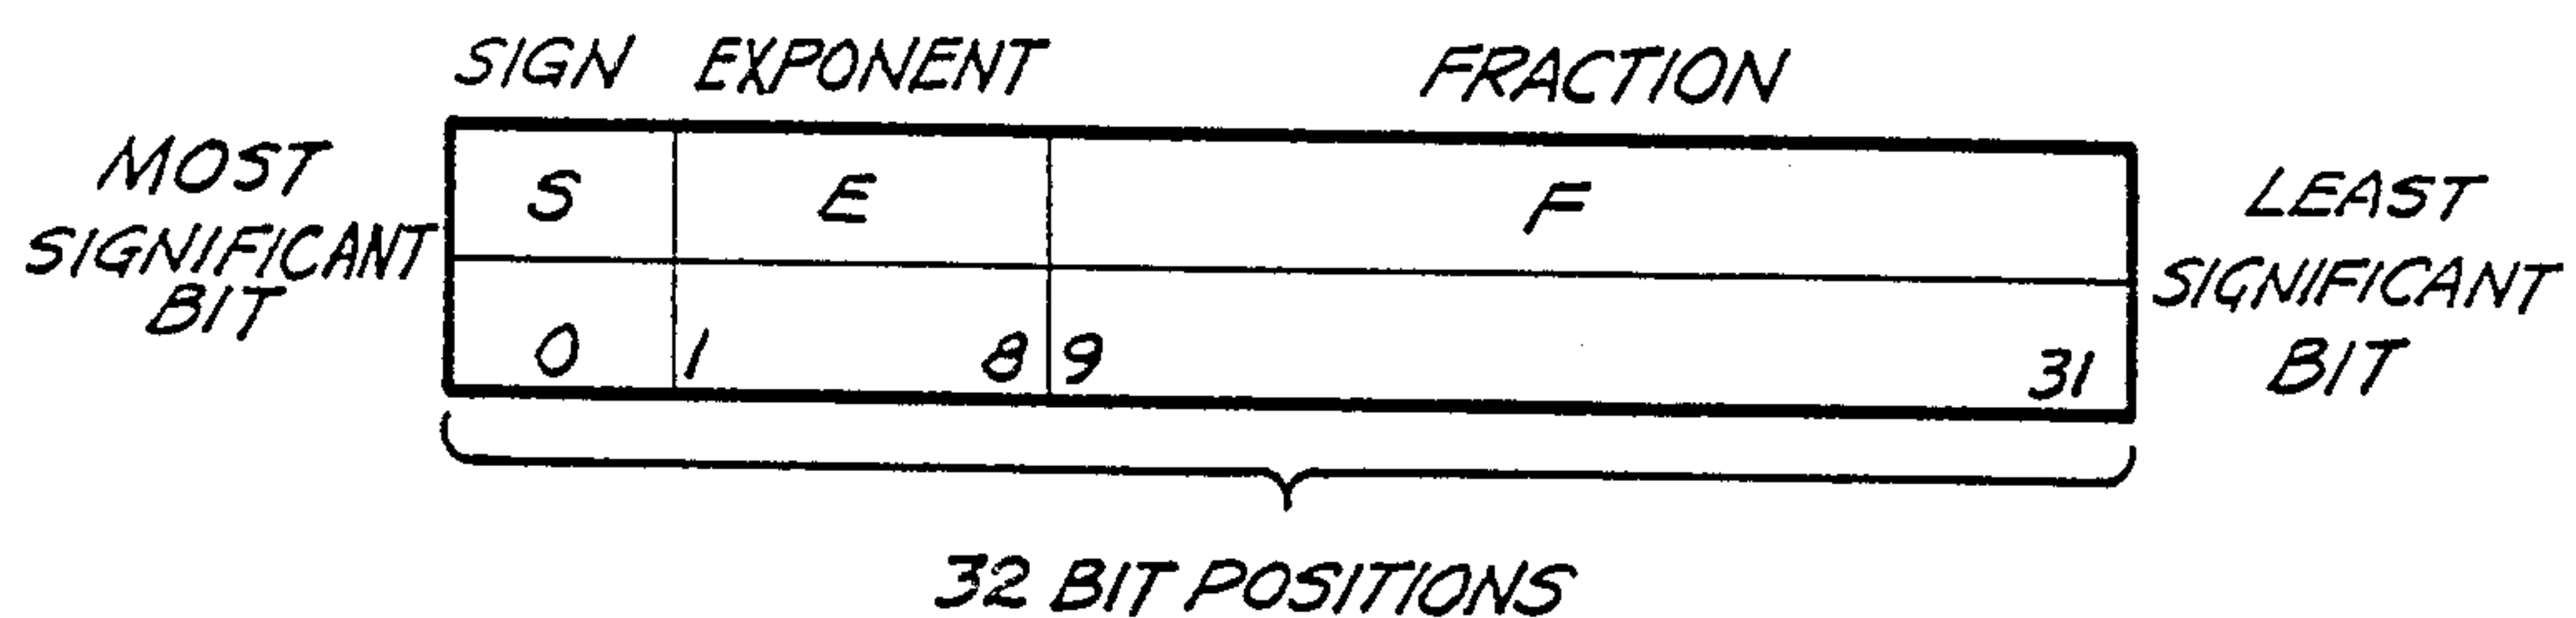 SIGN EXPONENT FRACTION
MOST
SIGNIFICANT
BIT
S E F
0 1 8 9 31
LEAST
SIGNIFICANT
BIT
32 BIT POSITIONS